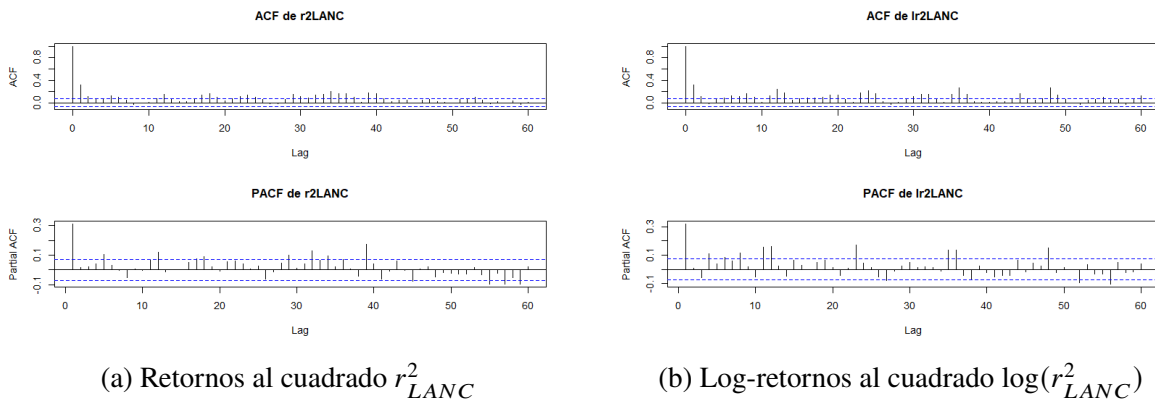 ACF de r2LANC
ACF
0.0 0.4 0.8
0 10 20 30 40 50 60
Lag
PACF de r2LANC
Partial ACF
-0.1 0.1 0.3
0 10 20 30 40 50 60
Lag
(a) Retornos al cuadrado r²_LANC
ACF de lr2LANC
ACF
0.0 0.4 0.8
0 10 20 30 40 50 60
Lag
PACF de lr2LANC
Partial ACF
-0.1 0.1 0.3
0 10 20 30 40 50 60
Lag
(b) Log-retornos al cuadrado log(r²_LANC)